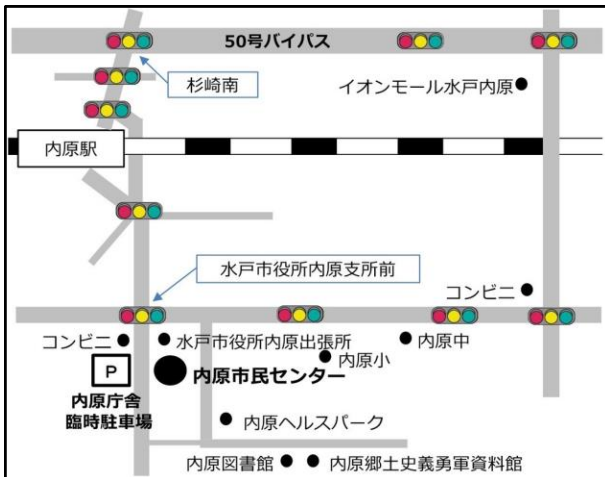 50号バイパス
杉崎南
イオンモール水戸内原
内原駅
水戸市役所内原支所前
コンビニ
コンビニ
水戸市役所内原出張所
内原中
内原小
P
内原市民センター
内原庁舎
臨時駐車場
内原ヘルスパーク
内原図書館
内原郷土史義勇軍資料館